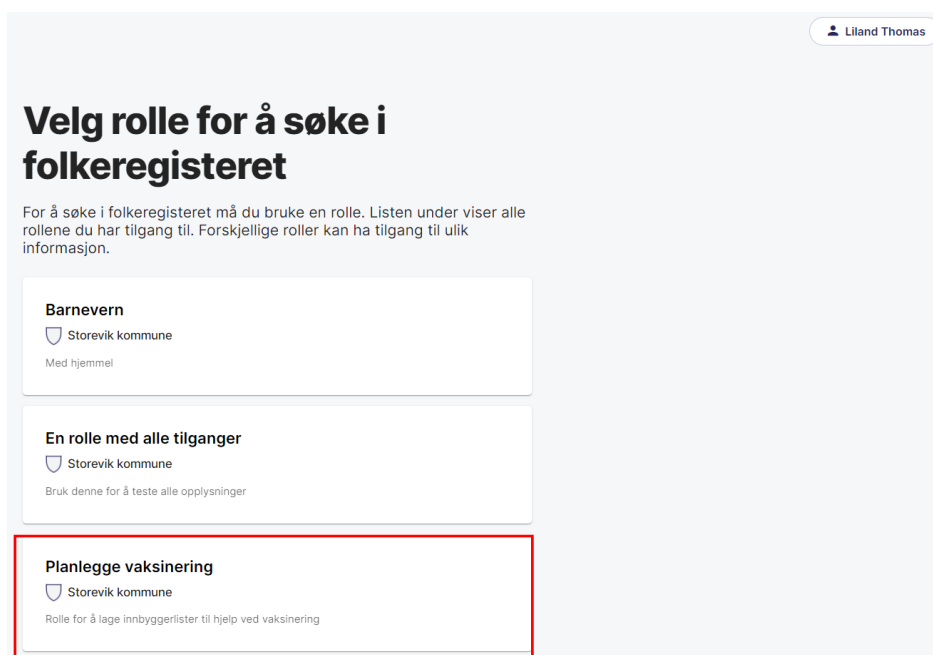 Liland Thomas
Velg rolle for å søke i
folkeregisteret
For å søke i folkeregisteret må du bruke en rolle. Listen under viser alle
rollene du har tilgang til. Forskjellige roller kan ha tilgang til ulik
informasjon.
Barnevern
Storevik kommune
Med hjemmel
En rolle med alle tilganger
Storevik kommune
Bruk denne for å teste alle opplysninger
Planlegge vaksinering
Storevik kommune
Rolle for å lage innbyggerlister til hjelp ved vaksinering